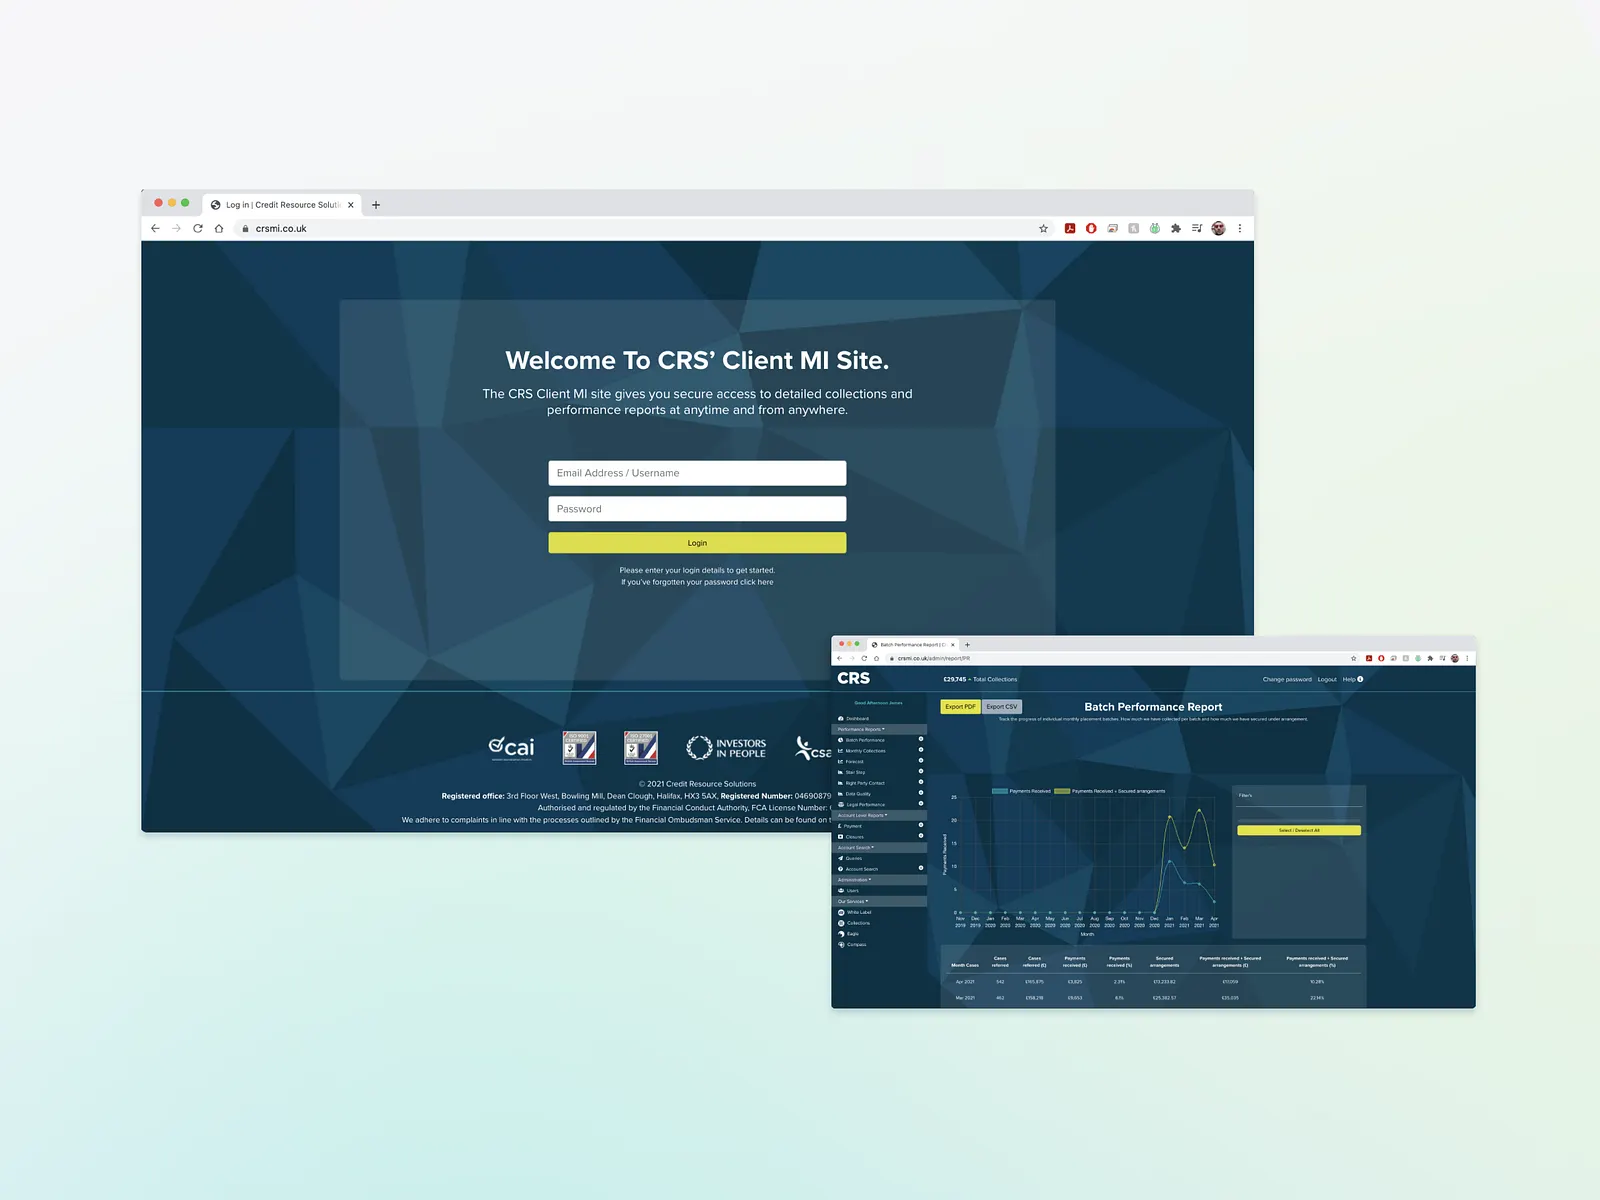 Log in | Credit Resource Soluti
crsmi.co.uk
Welcome To CRS’ Client MI Site.
The CRS Client MI site gives you secure access to detailed collections and
performance reports at anytime and from anywhere.
Email Address / Username
Password
Login
Please enter your login details to get started.
If you've forgotten your password click here
cai
ISO 9001
ISO 27001
INVESTORS
IN PEOPLE
csa
© 2021 Credit Resource Solutions
Registered office: 3rd Floor West, Bowling Mill, Dean Clough, Halifax, HX3 5AX, Registered Number: 04690879
Authorised and regulated by the Financial Conduct Authority, FCA License Number:
We adhere to complaints in line with the processes outlined by the Financial Ombudsman Service. Details can be found on
Batch Performance Report |
crsmi.co.uk/admin/report/PR
CRS
£29,745 - Total Collections
Change password Logout Help
Good Afternoon James
Dashboard
Performance Reports
Batch Performance
Monthly Collections
Forecast
Stair Step
Right Party Contact
Data Quality
Legal Performance
Account Level Reports
Payment
Closures
Account Search
Queries
Account Search
Administration
Users
Our Services
White Label
Collections
Eagle
Compass
Export PDF Export CSV
Batch Performance Report
Track the progress of individual monthly placement batches. How much we have collected per batch and how much we have secured under arrangement.
Payments Received Payments Received + Secured arrangements
Payments Received
25
20
15
10
5
0
Nov 2019 Dec 2019 Jan 2020 Feb 2020 Mar 2020 Apr 2020 May 2020 Jun 2020 Jul 2020 Aug 2020 Sep 2020 Oct 2020 Nov 2020 Dec 2020 Jan 2021 Feb 2021 Mar 2021 Apr 2021
Month
Filter's
Select / Deselect All
Month Cases Cases referred Cases referred (£) Payments received (£) Payments received (%) Secured arrangements Payments received + Secured arrangements (£) Payments received + Secured arrangements (%)
Apr 2021 542 £165,875 £3,825 2.31% £13,233.82 £17,059 10.28%
Mar 2021 462 £158,218 £9,653 6.1% £25,382.57 £35,035 22.14%